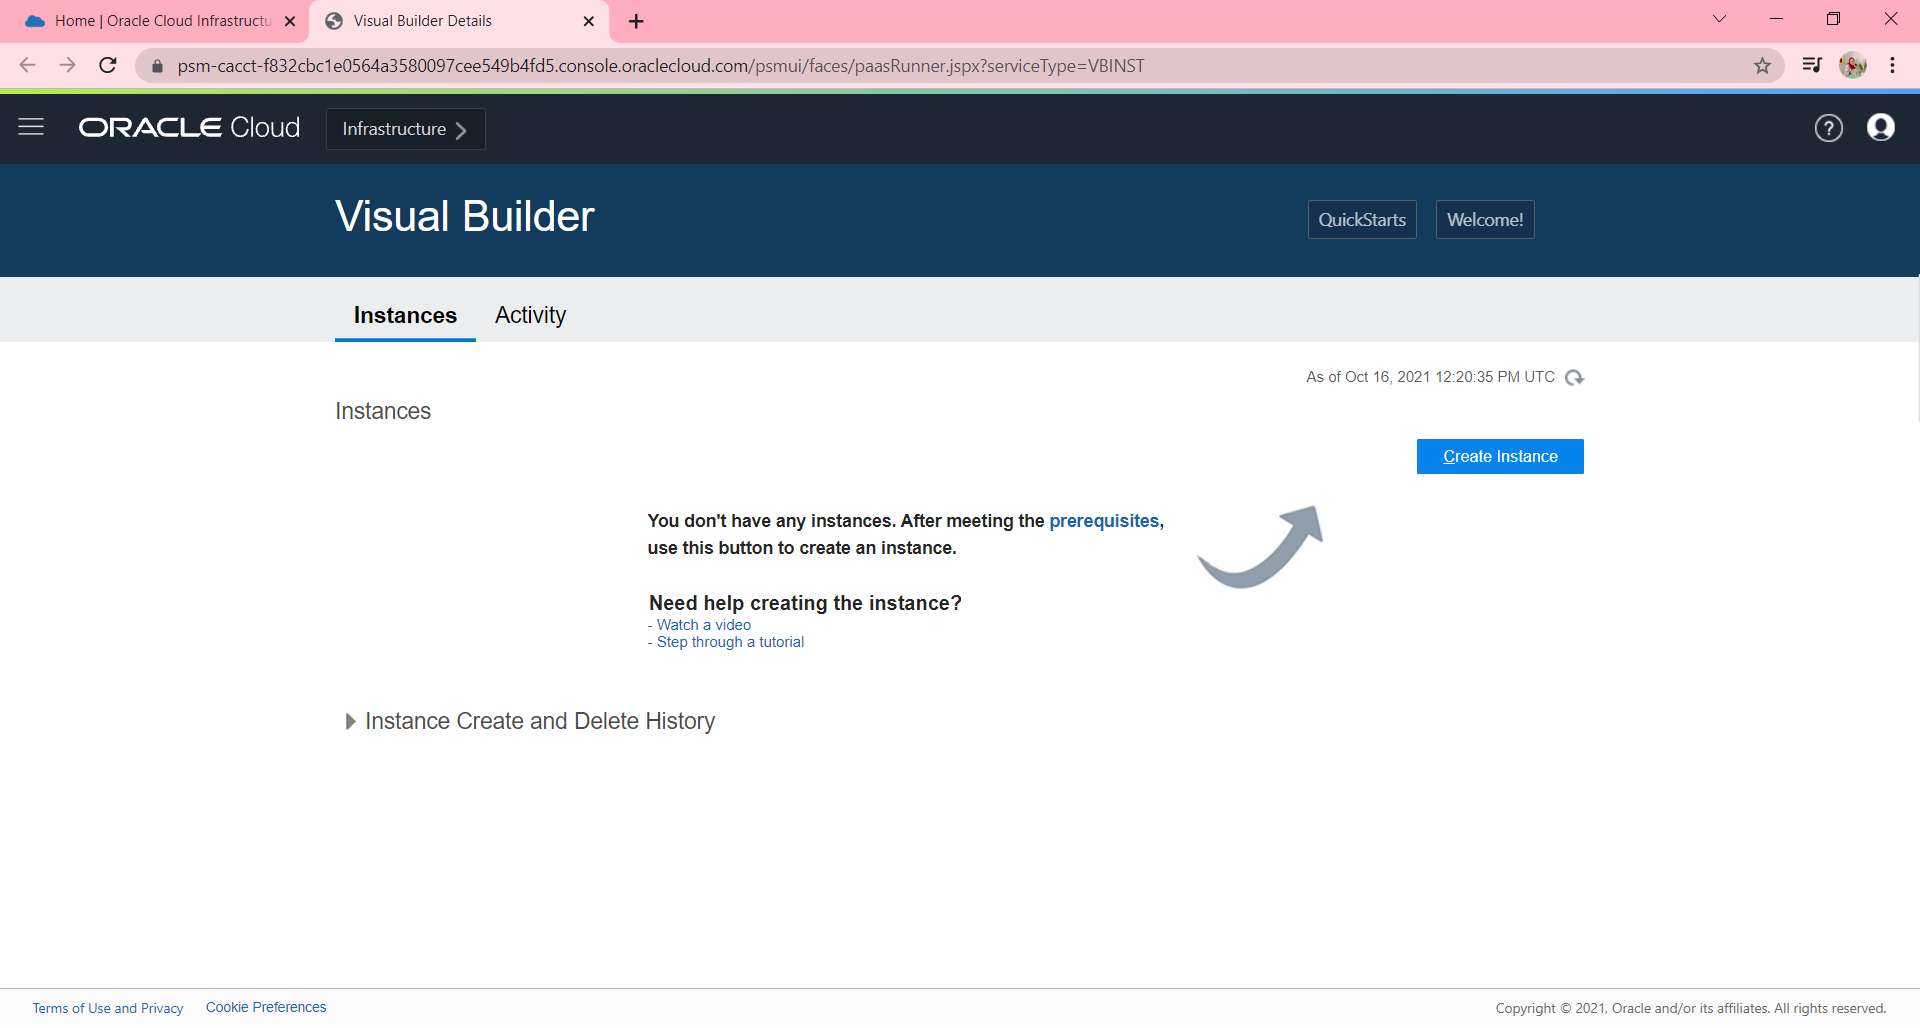 Home | Oracle Cloud Infrastructu
Visual Builder Details
psm-cacct-f832cbc1e0564a3580097cee549b4fd5.console.oraclecloud.com/psmui/faces/paasRunner.jspx?serviceType=VBINST
ORACLE Cloud
Infrastructure
?
Visual Builder
QuickStarts
Welcome!
Instances
Activity
As of Oct 16, 2021 12:20:35 PM UTC
Instances
Create Instance
You don't have any instances. After meeting the prerequisites,
use this button to create an instance.
Need help creating the instance?
- Watch a video
- Step through a tutorial
Instance Create and Delete History
Terms of Use and Privacy
Cookie Preferences
Copyright © 2021, Oracle and/or its affiliates. All rights reserved.